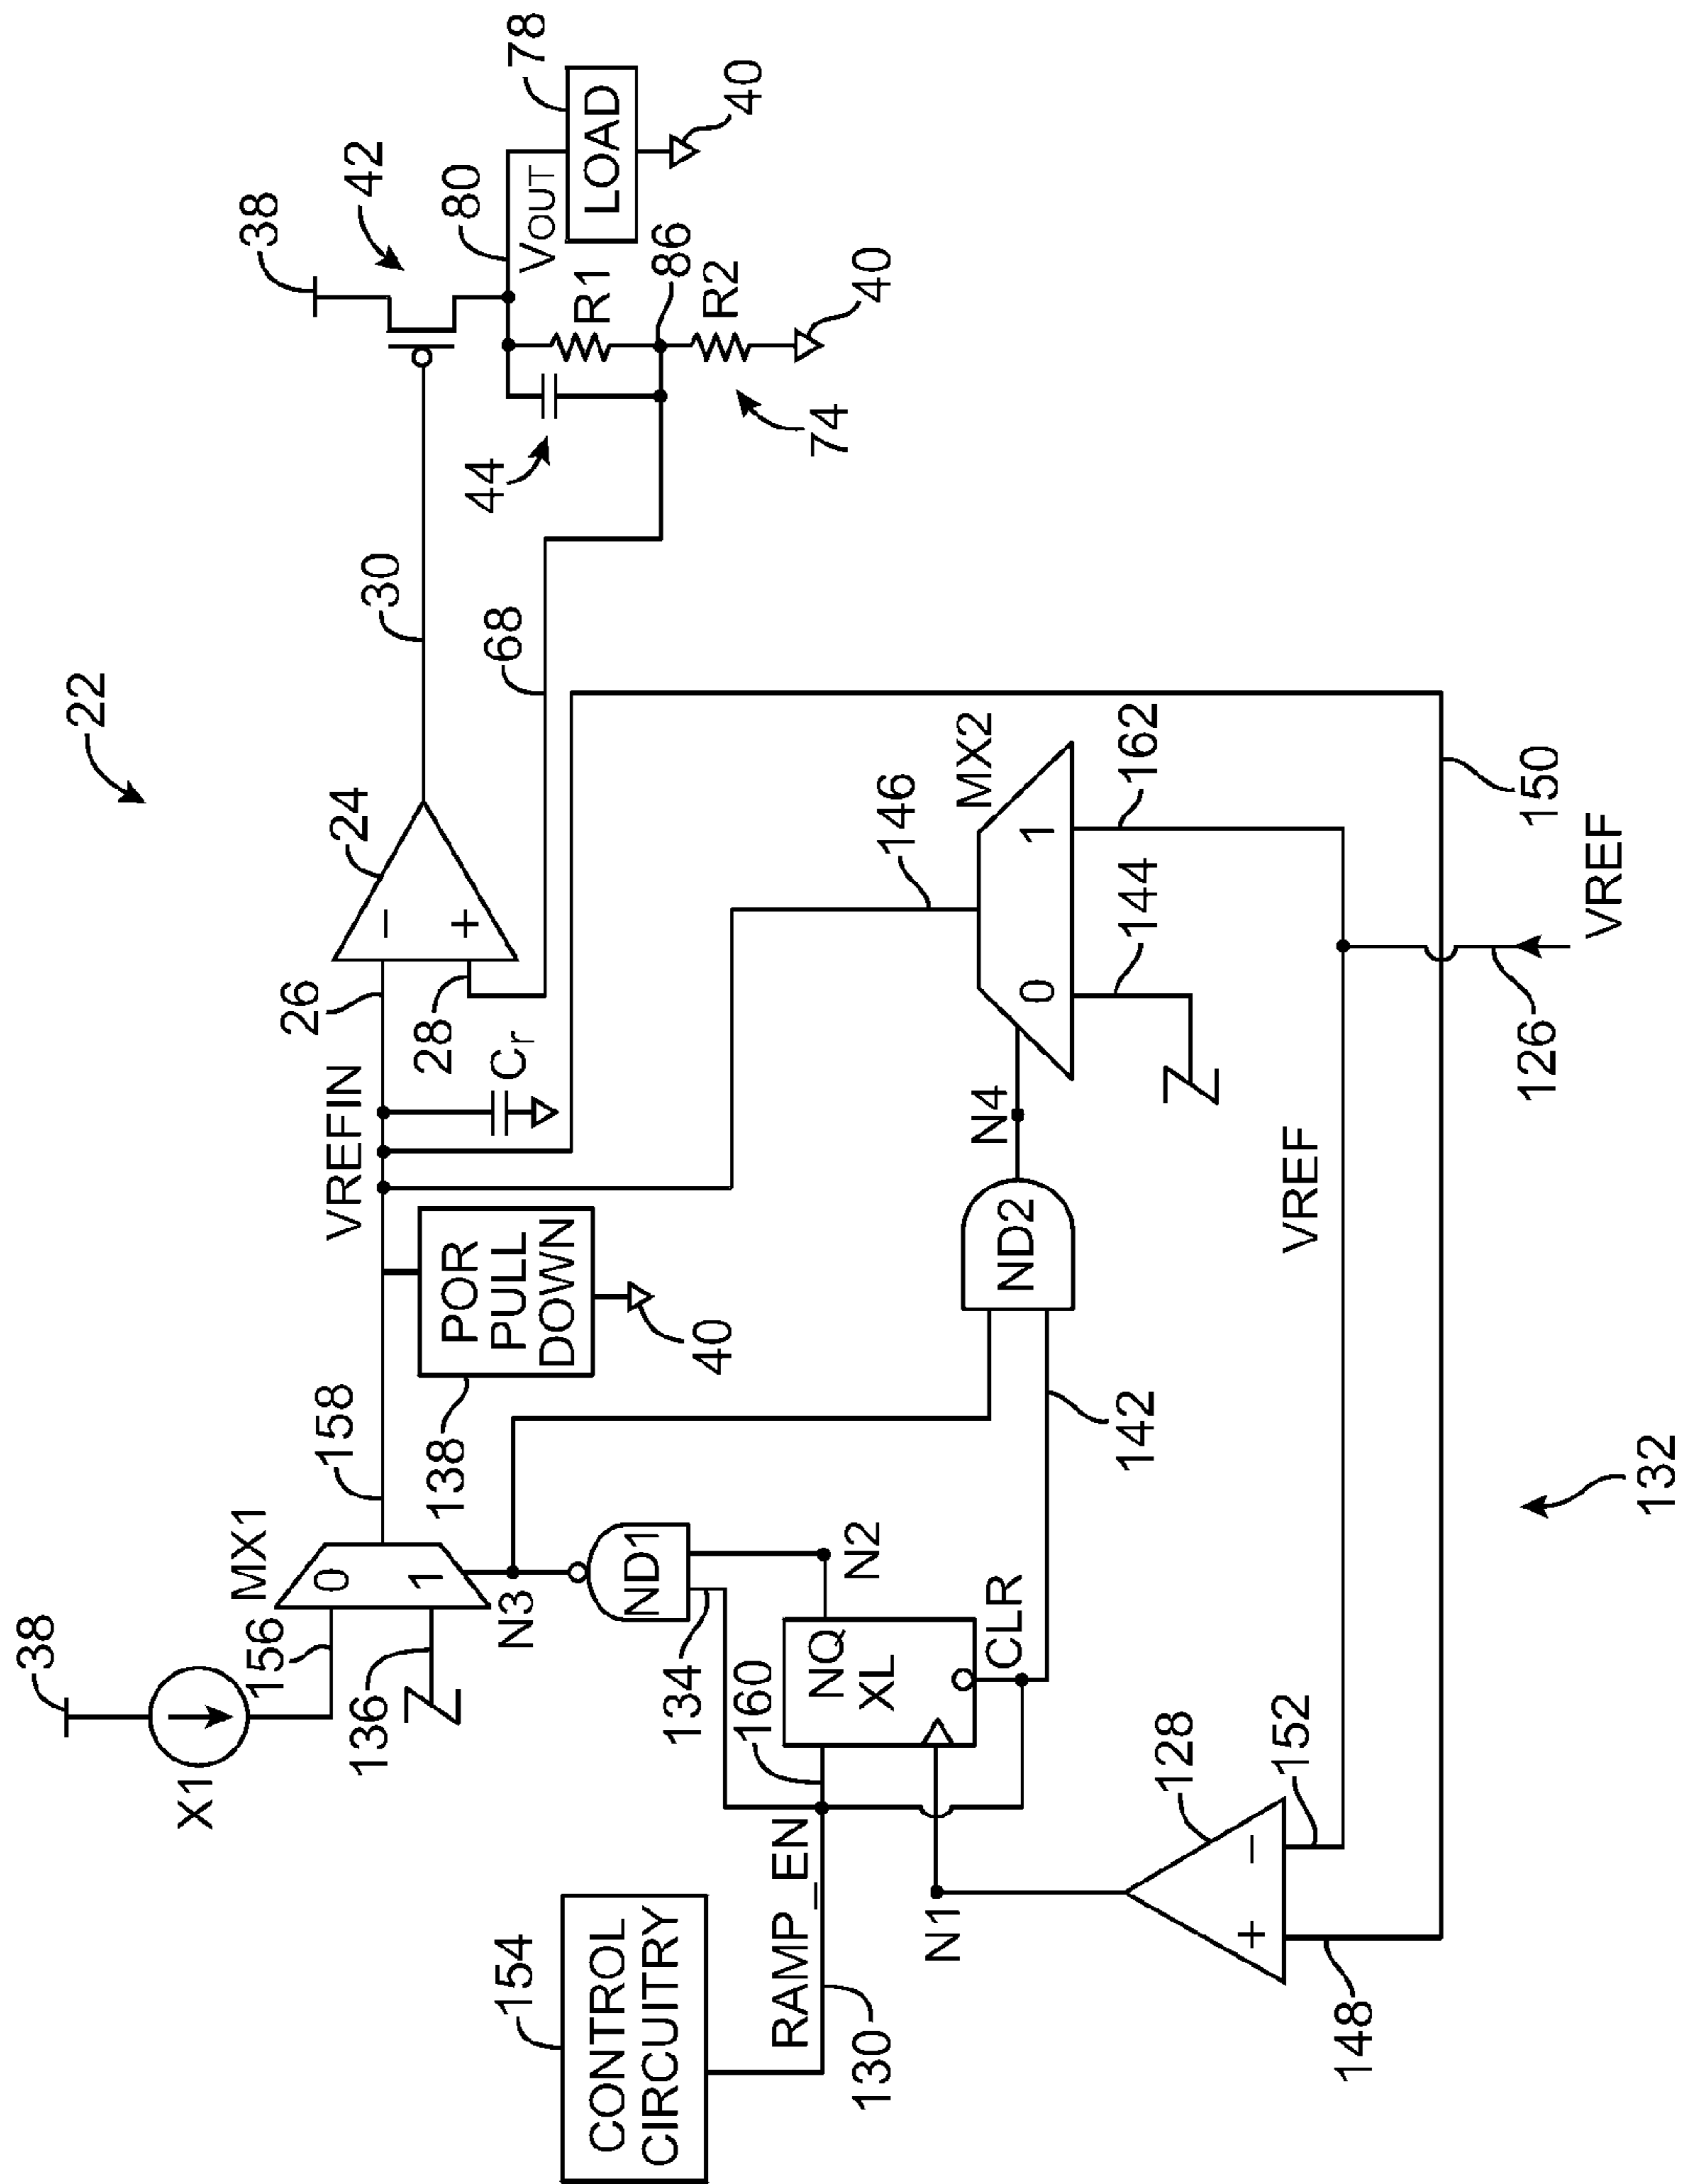 22
38
X1
156
136
Z
MX1
0
1
158
VREFIN
26
24
−
+
28
Cr
30
38
42
80
VOUT
78
LOAD
40
R1
86
R2
40
44
74
68
POR
PULL
DOWN
138
40
N3
ND1
134
N2
154
CONTROL
CIRCUITRY
RAMP_EN
130
160
NQ
XL
CLR
142
ND2
N4
146
MX2
0
1
144
162
Z
N1
128
+
−
148
152
VREF
126
VREF
150
132